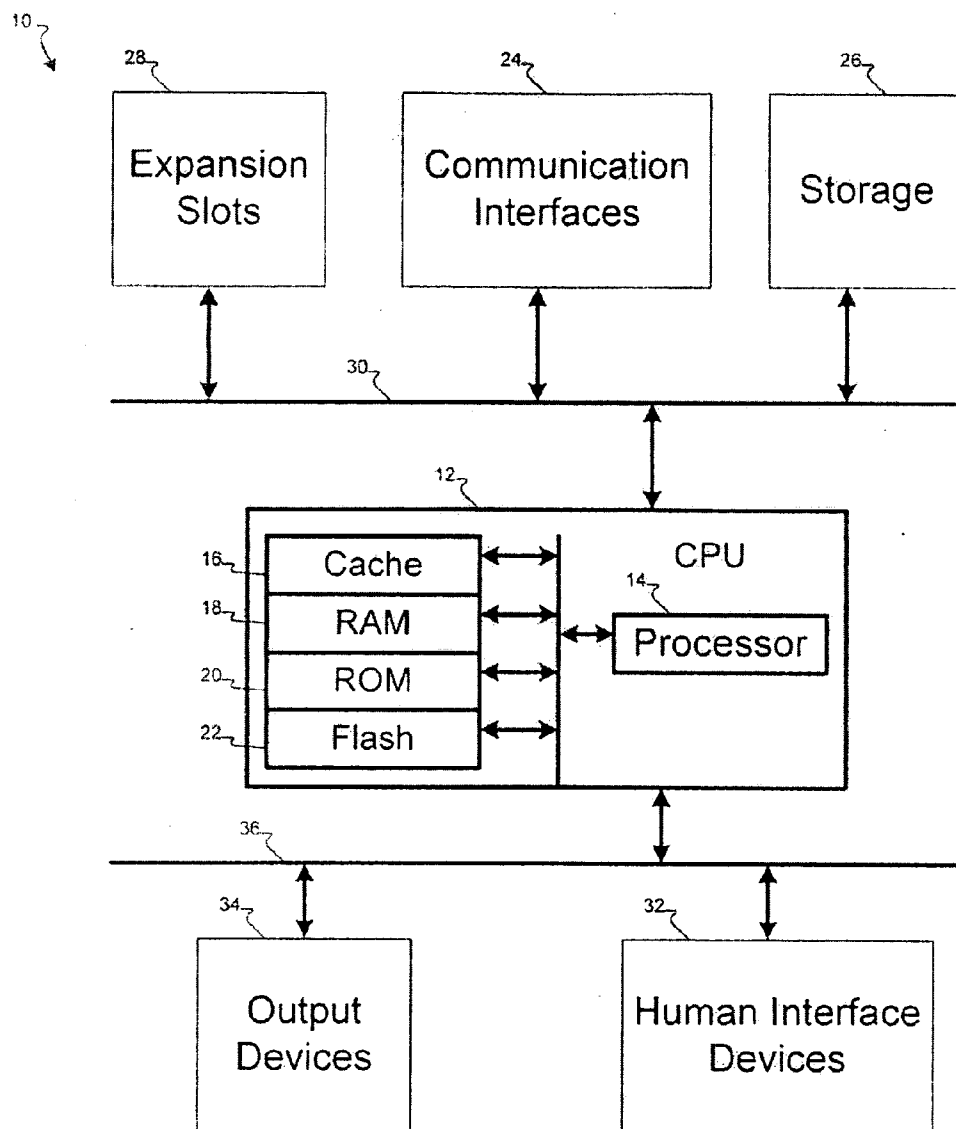 10
28
24
26
Expansion
Slots
Communication
Interfaces
Storage
30
12
CPU
16
Cache
14
18
RAM
Processor
20
ROM
22
Flash
36
34
32
Output
Devices
Human Interface
Devices